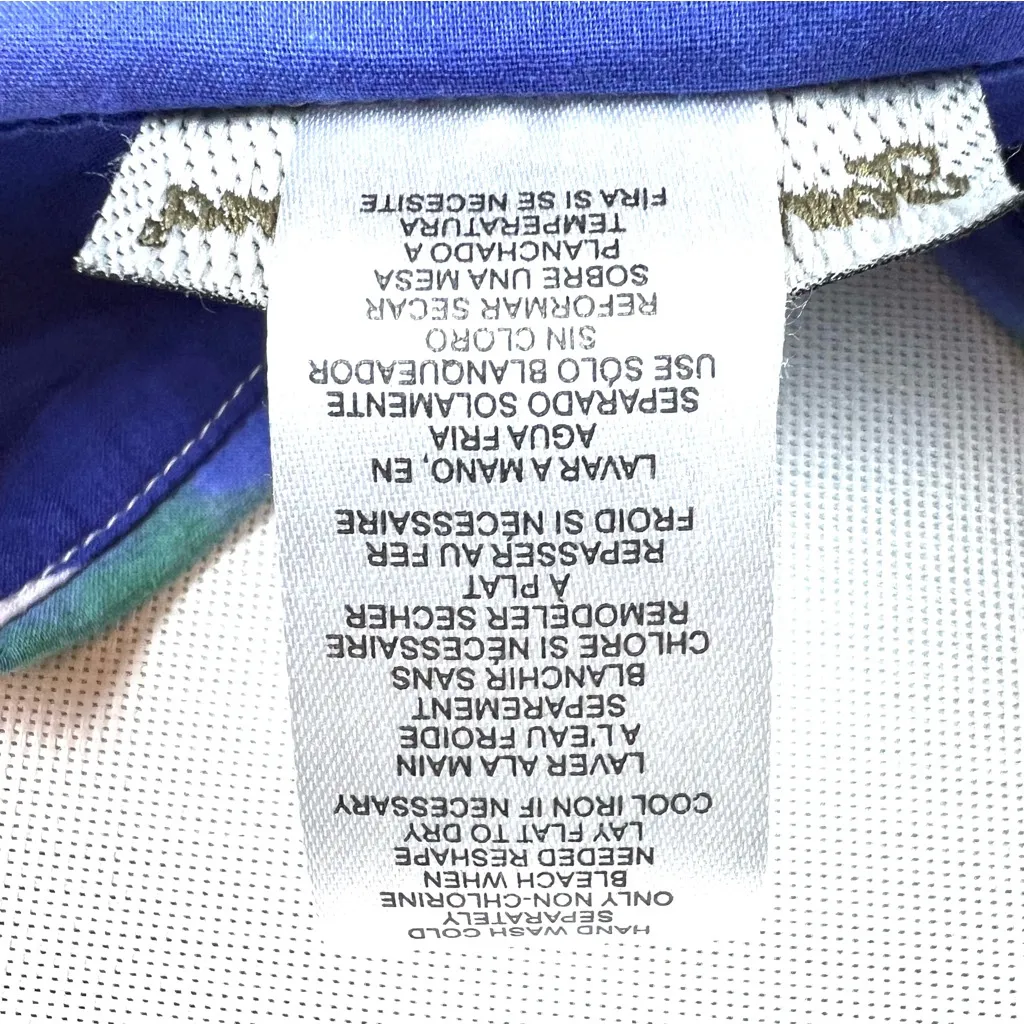 HAND WASH COLD
SEPARATELY
ONLY NON-CHLORINE
BLEACH WHEN
NEEDED RESHAPE
LAY FLAT TO DRY
COOL IRON IF NECESSARY
LAVER ALA MAIN
A L'EAU FROIDE
SEPAREMENT
BLANCHIR SANS
CHLORE SI NÉCESSAIRE
REMODELER SECHER
À PLAT
REPASSER AU FER
FROID SI NÉCESSAIRE
LAVAR A MANO, EN
AGUA FRIA
SEPARADO SOLAMENTE
USE SÓLO BLANQUEADOR
SIN CLORO
REFORMAR SECAR
SOBRE UNA MESA
PLANCHADO A
TEMPERATURA
FÍRA SI SE NECESITE